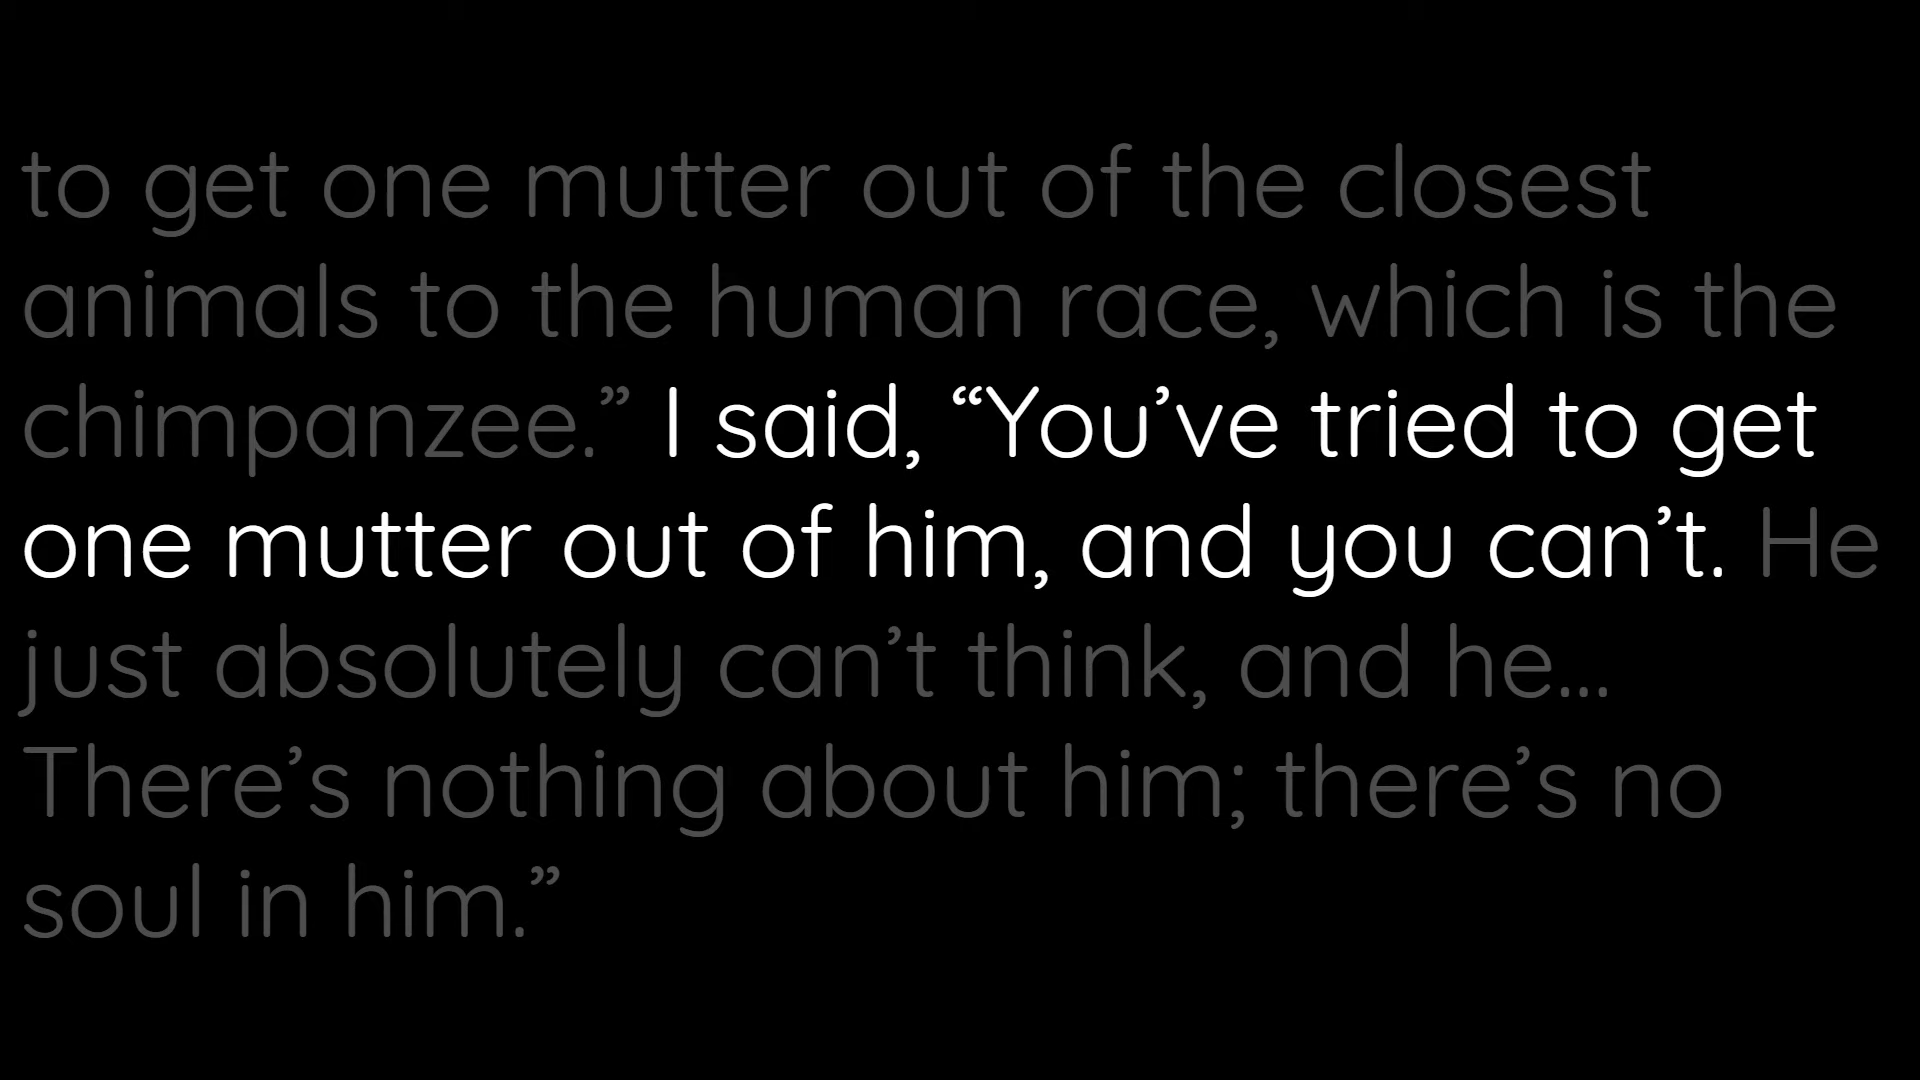 to get one mutter out of the closest
animals to the human race, which is the
chimpanzee.” I said, “You’ve tried to get
one mutter out of him, and you can’t. He
just absolutely can’t think, and he...
There’s nothing about him; there’s no
soul in him.”